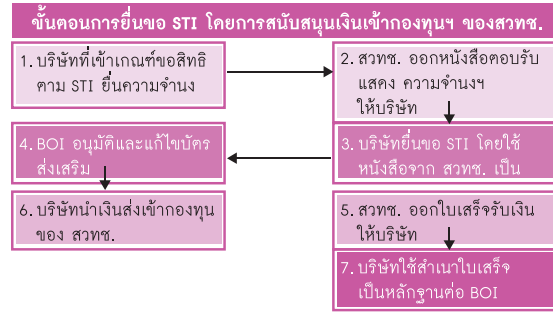 ขั้นตอนการยื่นขอ STI โดยการสนับสนุนเงินเข้ากองทุนฯ ของสวทช.
1. บริษัทที่เข้าเกณฑ์ขอสิทธิ
ตาม STI ยื่นความจำนง
2. สวทช. ออกหนังสือตอบรับ
แสดง ความจำนงฯ
ให้บริษัท
3. บริษัทยื่นขอ STI โดยใช้
หนังสือจาก สวทช. เป็น
4. BOI อนุมัติและแก้ไขบัตร
ส่งเสริม
6. บริษัทนำเงินส่งเข้ากองทุน
ของ สวทช.
5. สวทช. ออกใบเสร็จรับเงิน
ให้บริษัท
7. บริษัทใช้สำเนาใบเสร็จ
เป็นหลักฐานต่อ BOI